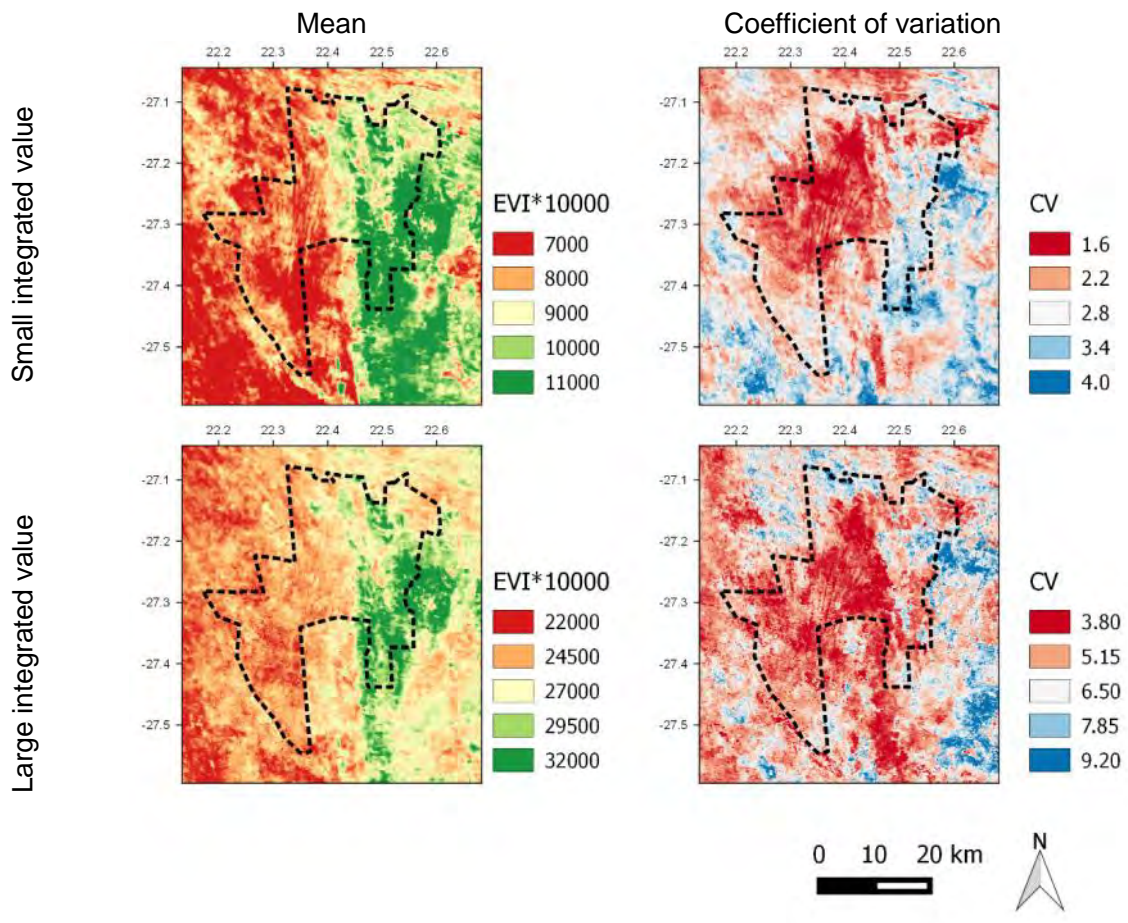 Mean
Coefficient of variation
22.2 22.3 22.4 22.5 22.6
22.2 22.3 22.4 22.5 22.6
Small integrated value
-27.1
-27.2
-27.3
-27.4
-27.5
EVI*10000
7000
8000
9000
10000
11000
-27.1
-27.2
-27.3
-27.4
-27.5
CV
1.6
2.2
2.8
3.4
4.0
22.2 22.3 22.4 22.5 22.6
22.2 22.3 22.4 22.5 22.6
Large integrated value
-27.1
-27.2
-27.3
-27.4
-27.5
EVI*10000
22000
24500
27000
29500
32000
-27.1
-27.2
-27.3
-27.4
-27.5
CV
3.80
5.15
6.50
7.85
9.20
0 10 20 km
N